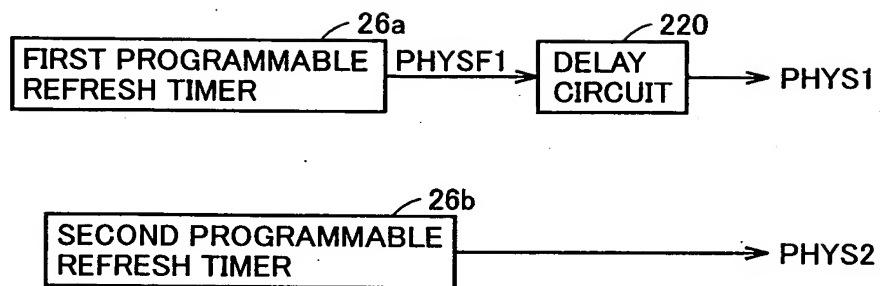 26a
FIRST PROGRAMMABLE
REFRESH TIMER
PHYSF1
220
DELAY
CIRCUIT
PHYS1
26b
SECOND PROGRAMMABLE
REFRESH TIMER
PHYS2